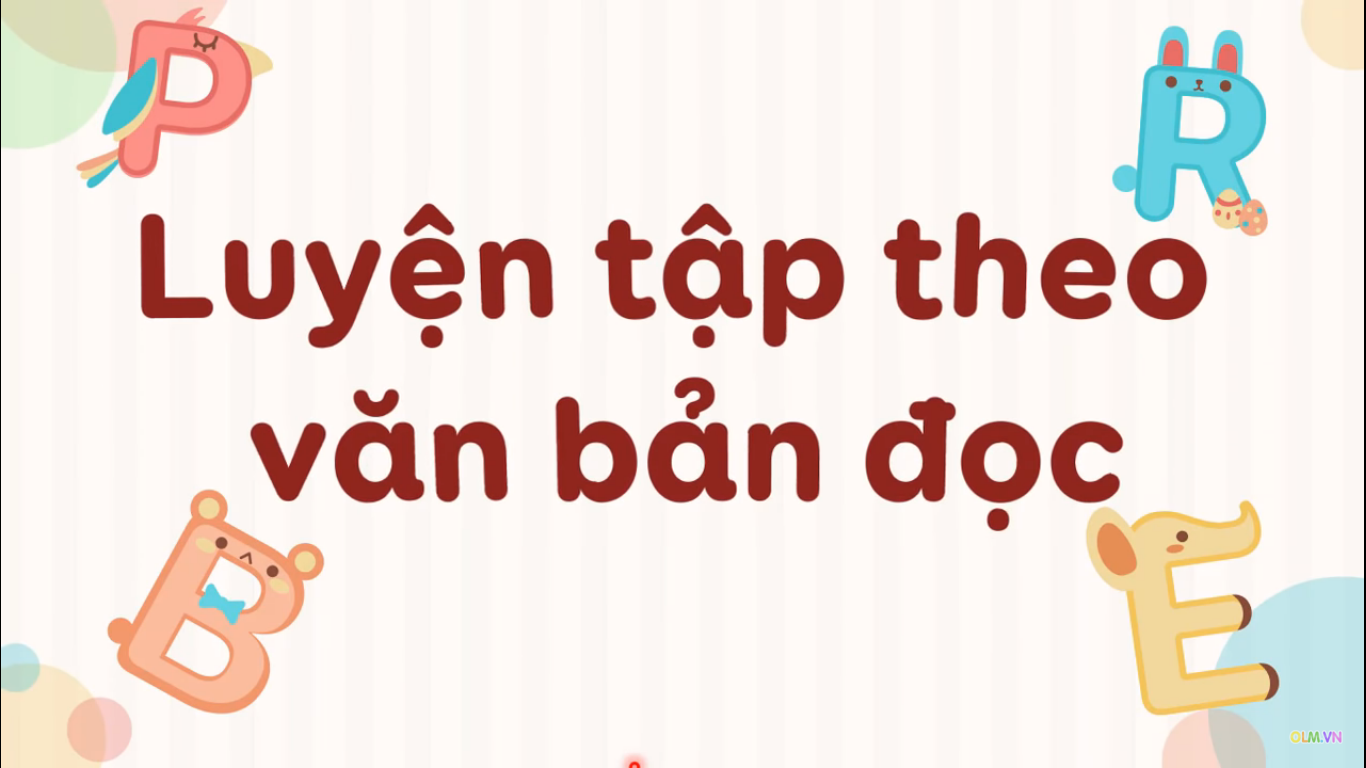 Luyện tập theo
văn bản đọc
P
R
B
E
OLM.VN